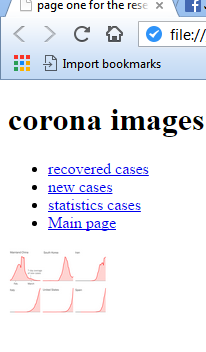 page one for the rese
file://
Import bookmarks
corona images
recovered cases
new cases
statistics cases
Main page